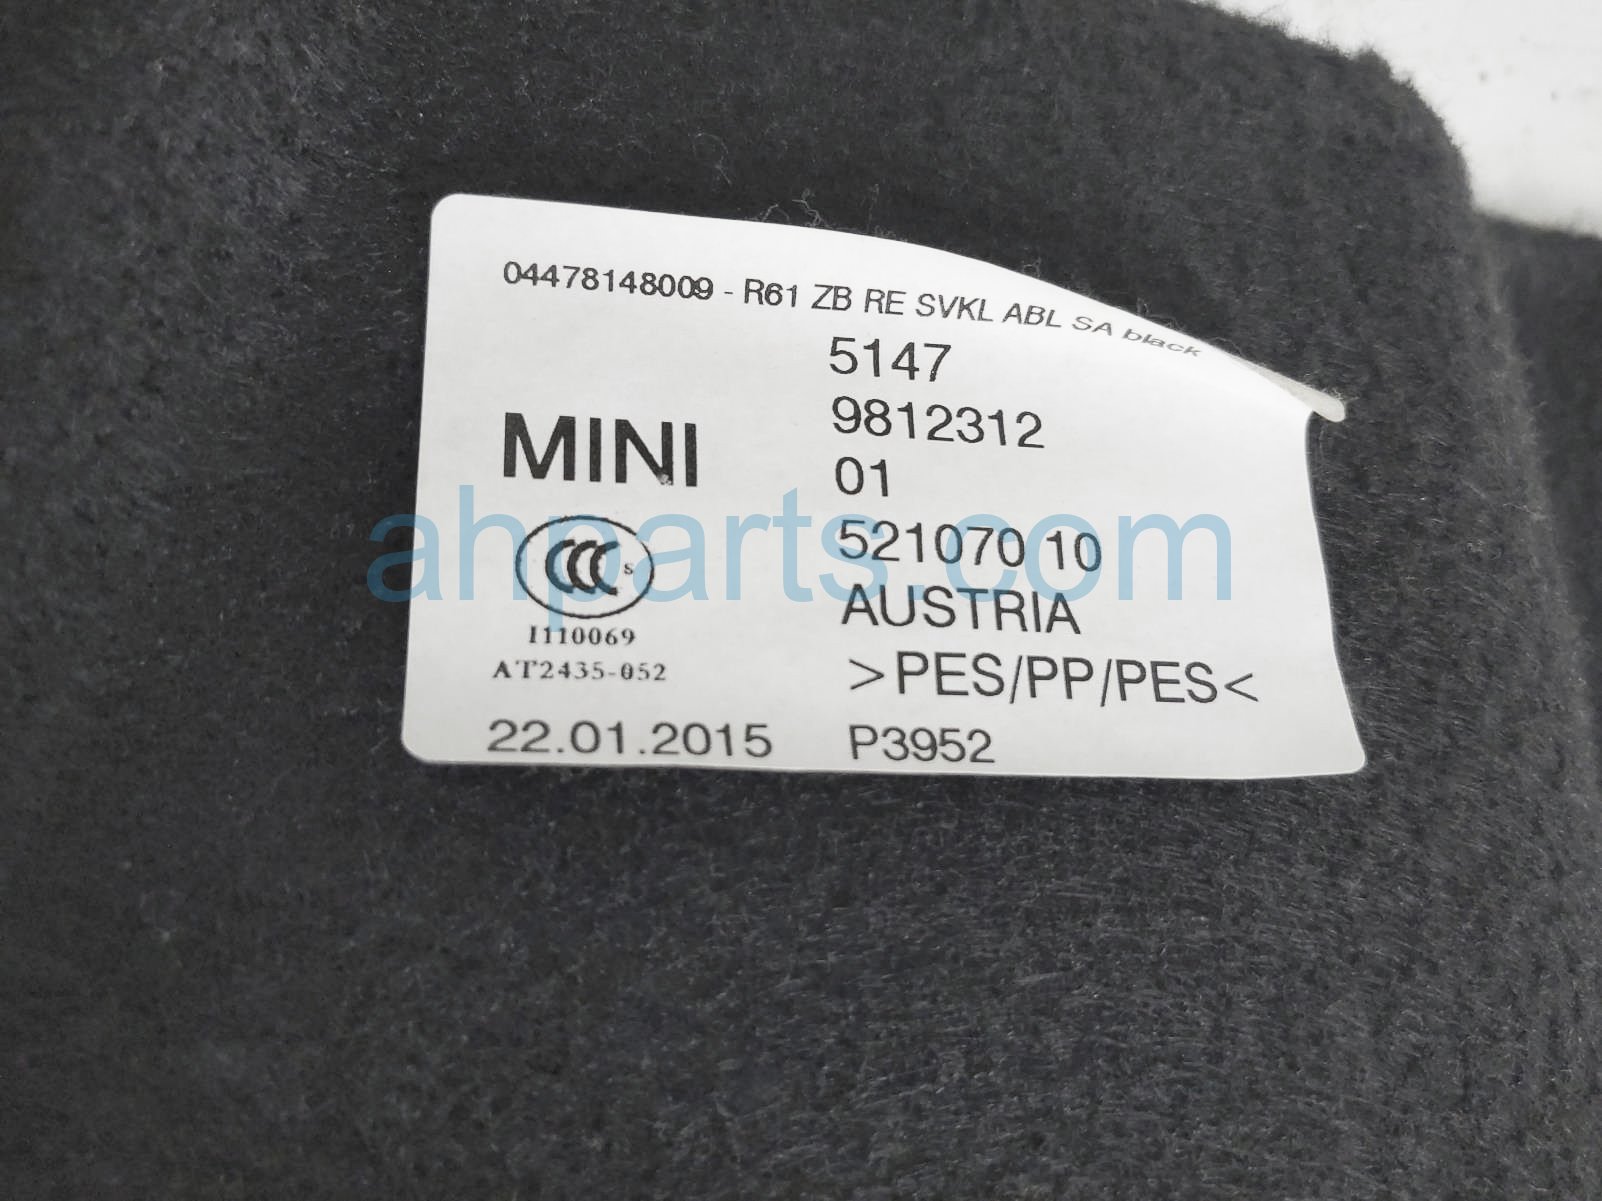 04478148009 - R61 ZB RE SVKL ABL SA black
5147
9812312
01
MINI
521070 10
AUSTRIA
CCC S
I110069
AT2435-052
>PES/PP/PES<
22.01.2015 P3952
ahparts.com